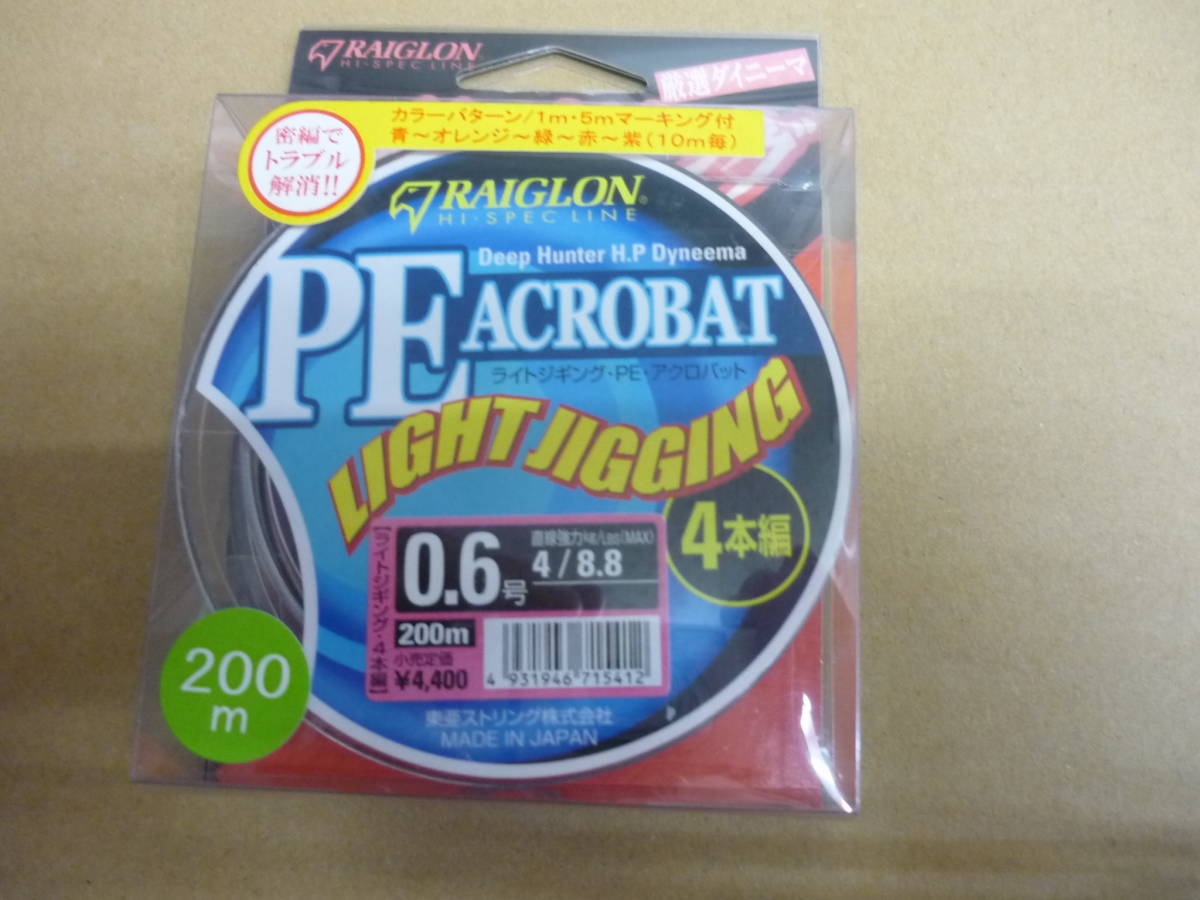 RAIGLON
HI-SPEC LINE
厳選ダイニーマ
密編で
トラブル
解消!!
カラーパターン/1m・5mマーキング付
青〜オレンジ〜緑〜赤〜紫(10m毎)
RAIGLON®
HI-SPEC LINE
Deep Hunter H.P Dyneema
PE ACROBAT
ライトジギング・PE・アクロバット
LIGHT JIGGING
4本編
【ライトジギング・4本編】
0.6号
直線強力kg/LBS(MAX)
4/8.8
200m
小売定価
¥4,400
4 931946 715412
200
m
東亜ストリング株式会社
MADE IN JAPAN